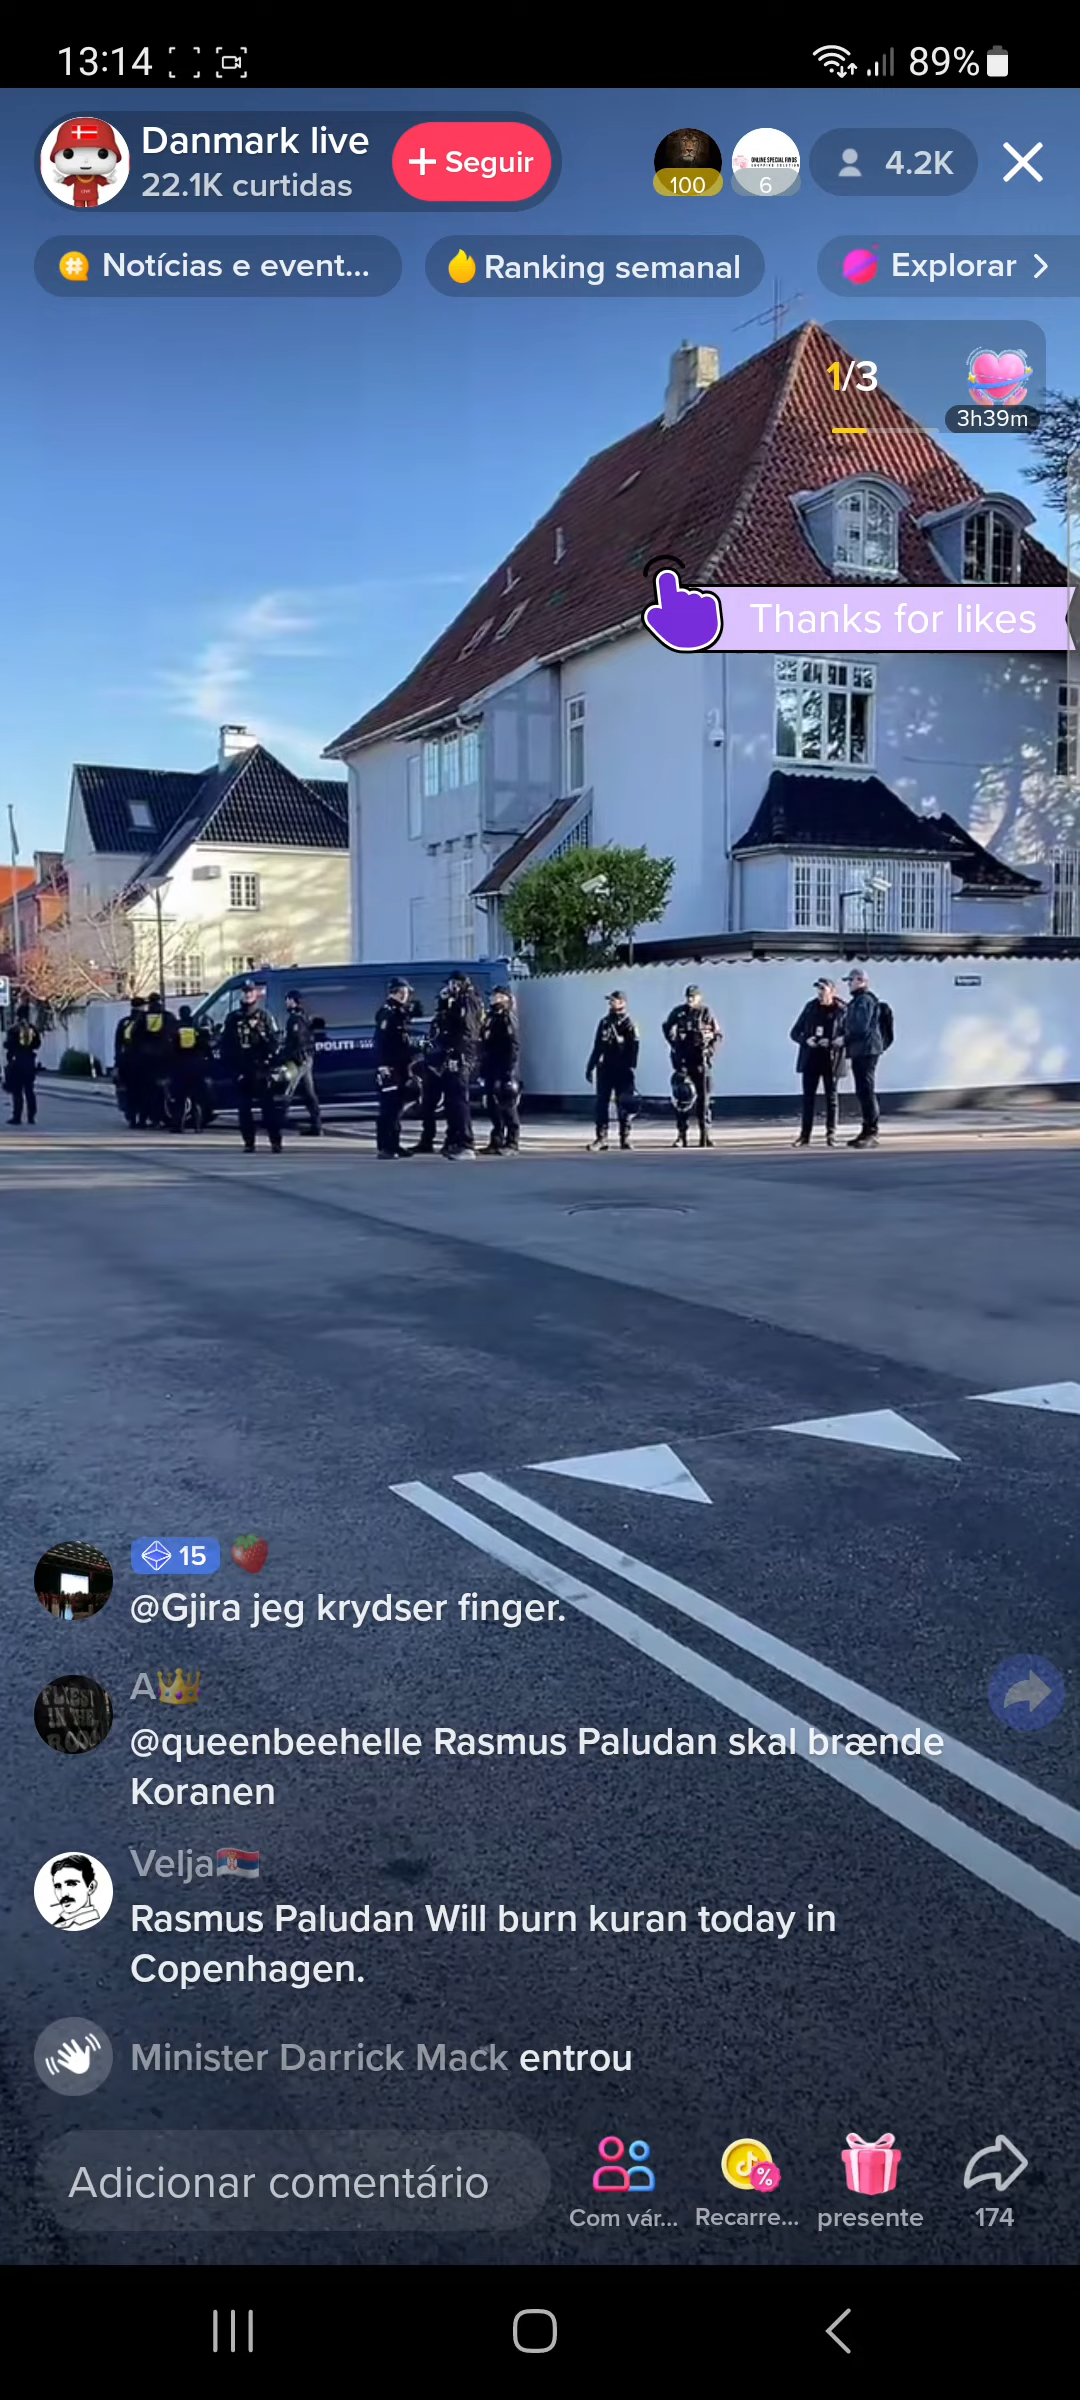 13:14
89%
Danmark live
22.1K curtidas
+ Seguir
100
6
4.2K
Notícias e event...
Ranking semanal
Explorar >
1/3
3h39m
Thanks for likes
POLITI
15 🍓
@Gjira jeg krydser finger.
A👑
@queenbeehelle Rasmus Paludan skal brænde
Koranen
Velja🇷🇸
Rasmus Paludan Will burn kuran today in
Copenhagen.
Minister Darrick Mack entrou
Adicionar comentário
Com vár...
Recarre...
presente
174